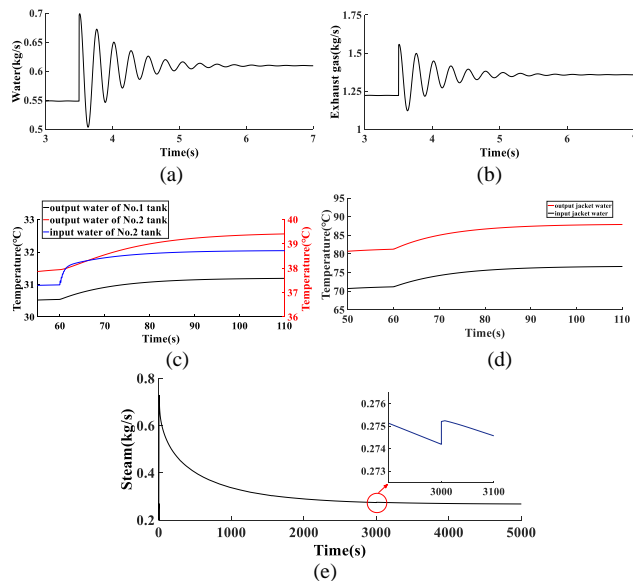 0.7
0.65
0.6
0.55
0.5
Water(kg/s)
3 4 5 6 7
Time(s)
(a)
1.75
1.5
1.25
1
Exhaust gas(kg/s)
3 4 5 6 7
Time(s)
(b)
output water of No.1 tank
output water of No.2 tank
input water of No.2 tank
33
32
31
30
Temperature(°C)
40
39
38
37
36
Temperature(°C)
60 70 80 90 100 110
Time(s)
(c)
output jacket water
input jacket water
95
90
85
80
75
70
65
Temperature(°C)
50 60 70 80 90 100 110
Time(s)
(d)
0.8
0.6
0.4
0.2
Steam(kg/s)
0.276
0.275
0.274
0.273
3000 3100
0 1000 2000 3000 4000 5000
Time(s)
(e)